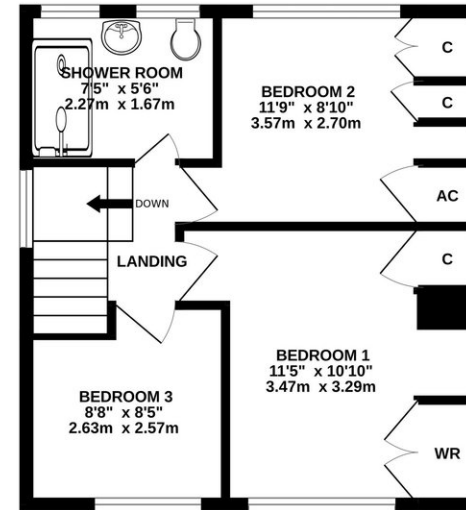 SHOWER ROOM
7'5" x 5'6"
2.27m x 1.67m
BEDROOM 2
11'9" x 8'10"
3.57m x 2.70m
C
C
AC
DOWN
LANDING
C
BEDROOM 1
11'5" x 10'10"
3.47m x 3.29m
BEDROOM 3
8'8" x 8'5"
2.63m x 2.57m
WR